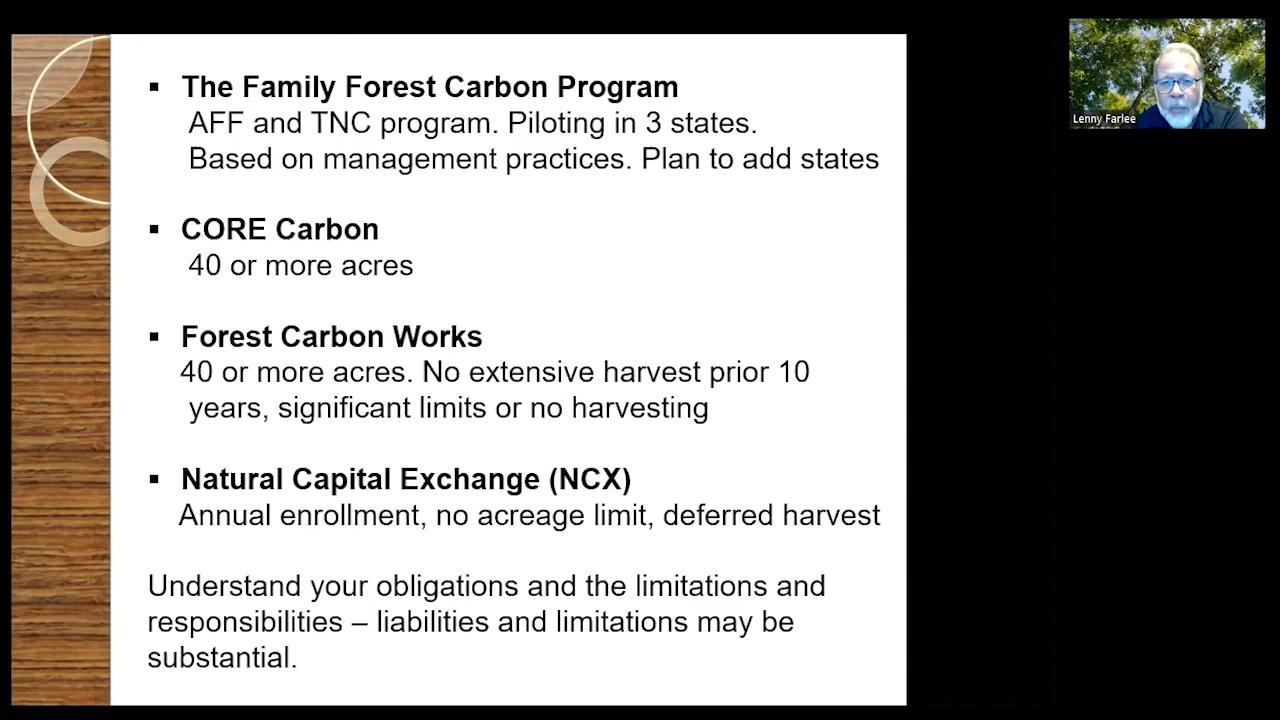 ▪ The Family Forest Carbon Program
AFF and TNC program. Piloting in 3 states.
Based on management practices. Plan to add states
▪ CORE Carbon
40 or more acres
▪ Forest Carbon Works
40 or more acres. No extensive harvest prior 10
years, significant limits or no harvesting
▪ Natural Capital Exchange (NCX)
Annual enrollment, no acreage limit, deferred harvest
Understand your obligations and the limitations and
responsibilities – liabilities and limitations may be
substantial.
Lenny Farlee